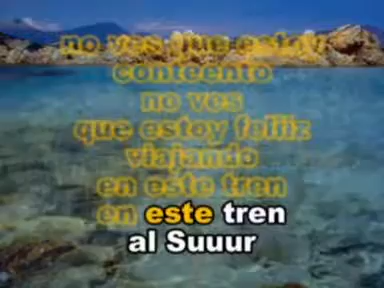 no ves que estoy
conteento
no ves
que estoy feliiz
viajando
en este tren
en este tren
al Suuur